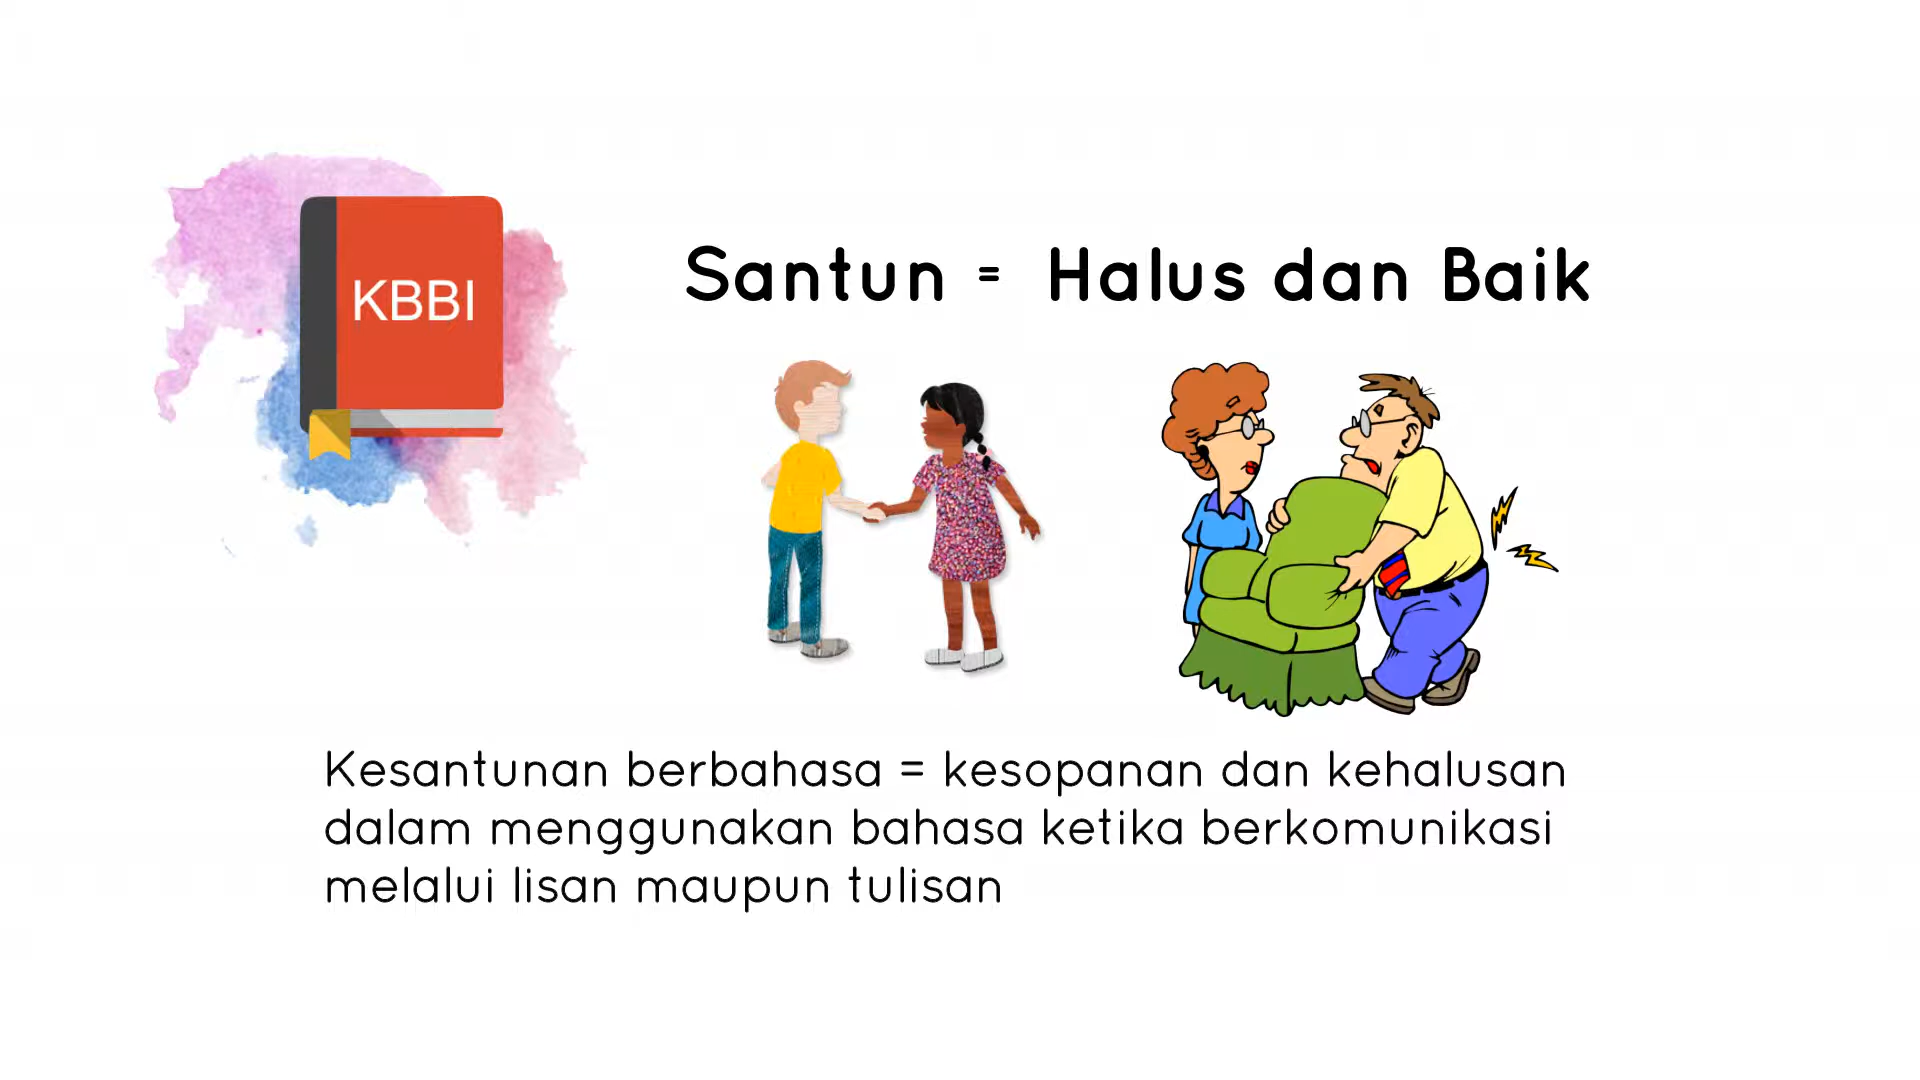 KBBI
Santun = Halus dan Baik
Kesantunan berbahasa = kesopanan dan kehalusan
dalam menggunakan bahasa ketika berkomunikasi
melalui lisan maupun tulisan